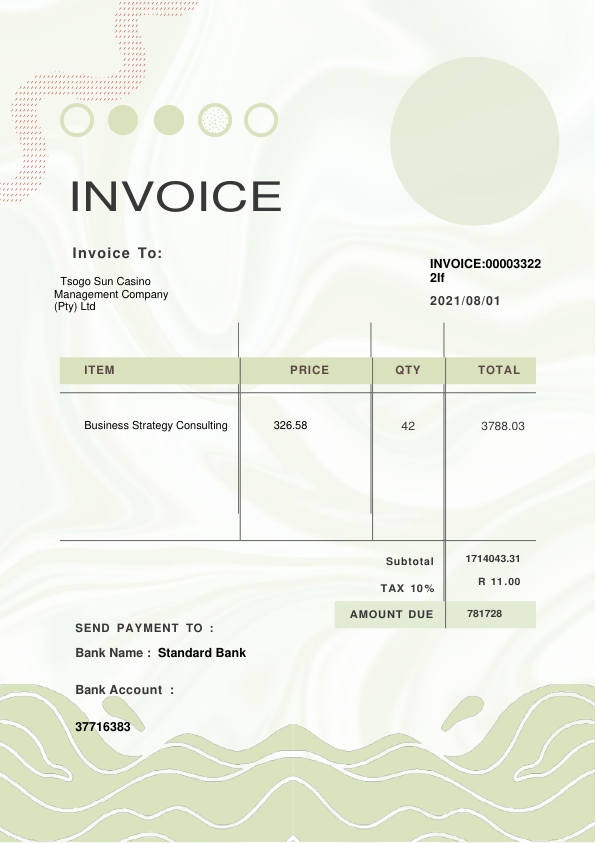 INVOICE
Invoice To:
Tsogo Sun Casino
Management Company
(Pty) Ltd
INVOICE:00003322
2lf
2021/08/01
ITEM PRICE QTY TOTAL
Business Strategy Consulting 326.58 42 3788.03
Subtotal 1714043.31
TAX 10% R 11.00
AMOUNT DUE 781728
SEND PAYMENT TO :
Bank Name : Standard Bank
Bank Account :
37716383